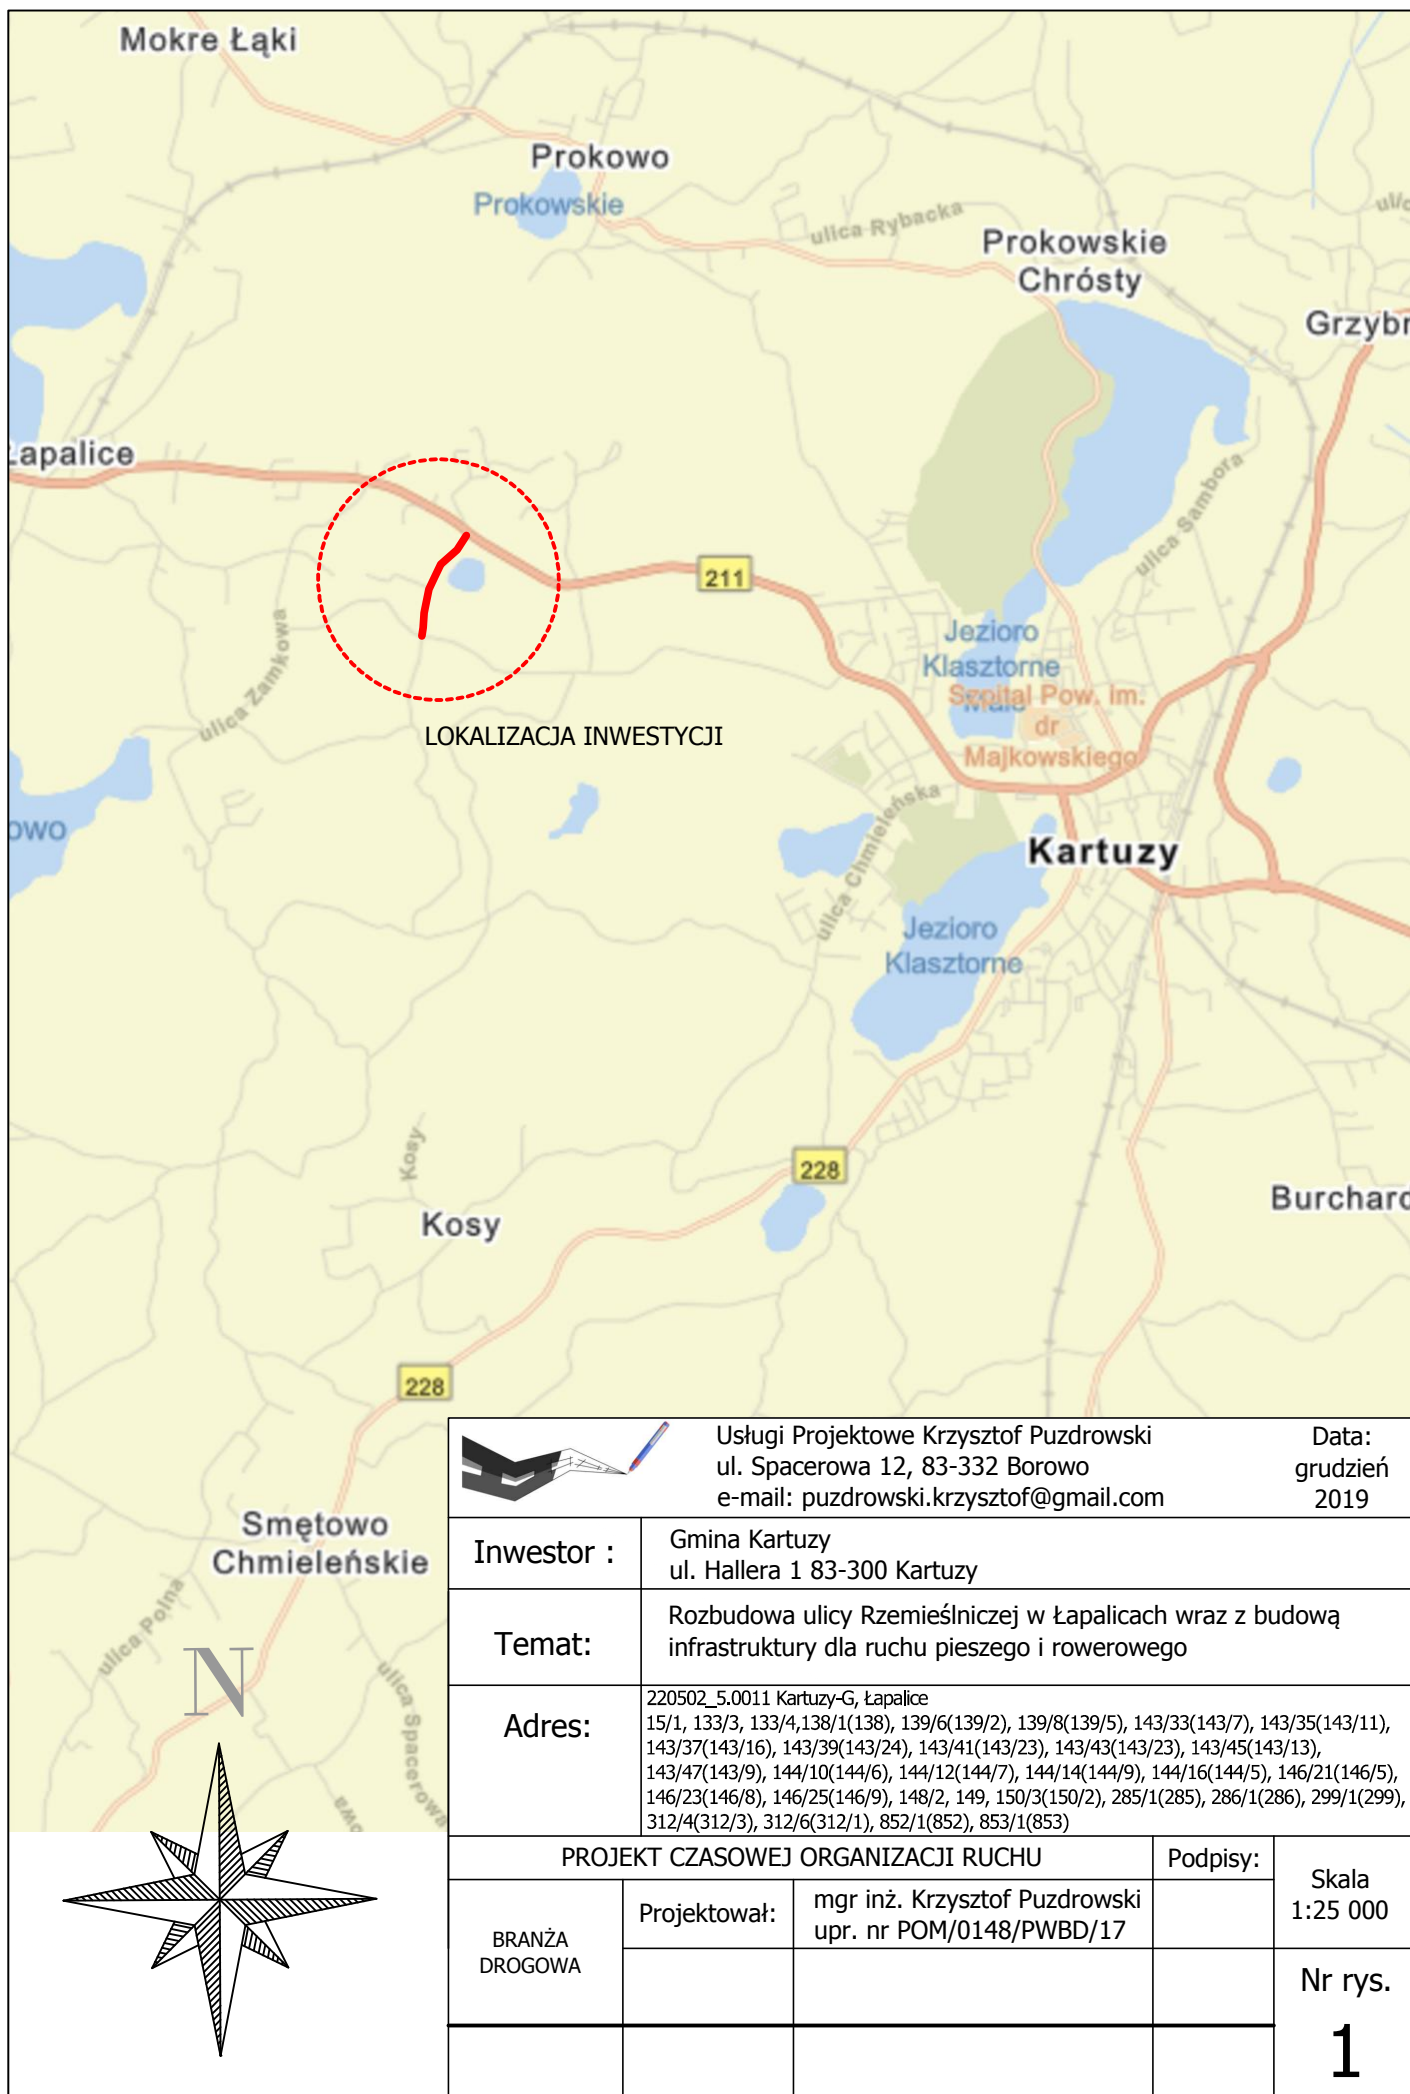 Mokre Łąki
Prokowo
Prokowskie
ulica Rybacka
Prokowskie
Chrósty
Grzybn
Łapalice
211
ulica Sambora
ulica Zamkowa
Jezioro
Klasztorne
Małe
Szpital Pow. im.
dr
Majkowskiego
LOKALIZACJA INWESTYCJI
owo
ulica Chmieleńska
Kartuzy
Jezioro
Klasztorne
Kosy
228
Kosy
Burchard
228
Smętowo
Chmieleńskie
ulica Polna
ulica Spacerowa
N
Usługi Projektowe Krzysztof Puzdrowski
ul. Spacerowa 12, 83-332 Borowo
e-mail: puzdrowski.krzysztof@gmail.com
Data:
grudzień
2019
Inwestor :
Gmina Kartuzy
ul. Hallera 1 83-300 Kartuzy
Temat:
Rozbudowa ulicy Rzemieślniczej w Łapalicach wraz z budową
infrastruktury dla ruchu pieszego i rowerowego
Adres:
220502_5.0011 Kartuzy-G, Łapalice
15/1, 133/3, 133/4,138/1(138), 139/6(139/2), 139/8(139/5), 143/33(143/7), 143/35(143/11),
143/37(143/16), 143/39(143/24), 143/41(143/23), 143/43(143/23), 143/45(143/13),
143/47(143/9), 144/10(144/6), 144/12(144/7), 144/14(144/9), 144/16(144/5), 146/21(146/5),
146/23(146/8), 146/25(146/9), 148/2, 149, 150/3(150/2), 285/1(285), 286/1(286), 299/1(299),
312/4(312/3), 312/6(312/1), 852/1(852), 853/1(853)
PROJEKT CZASOWEJ ORGANIZACJI RUCHU
Podpisy:
Skala
1:25 000
BRANŻA
DROGOWA
Projektował:
mgr inż. Krzysztof Puzdrowski
upr. nr POM/0148/PWBD/17
Nr rys.
1